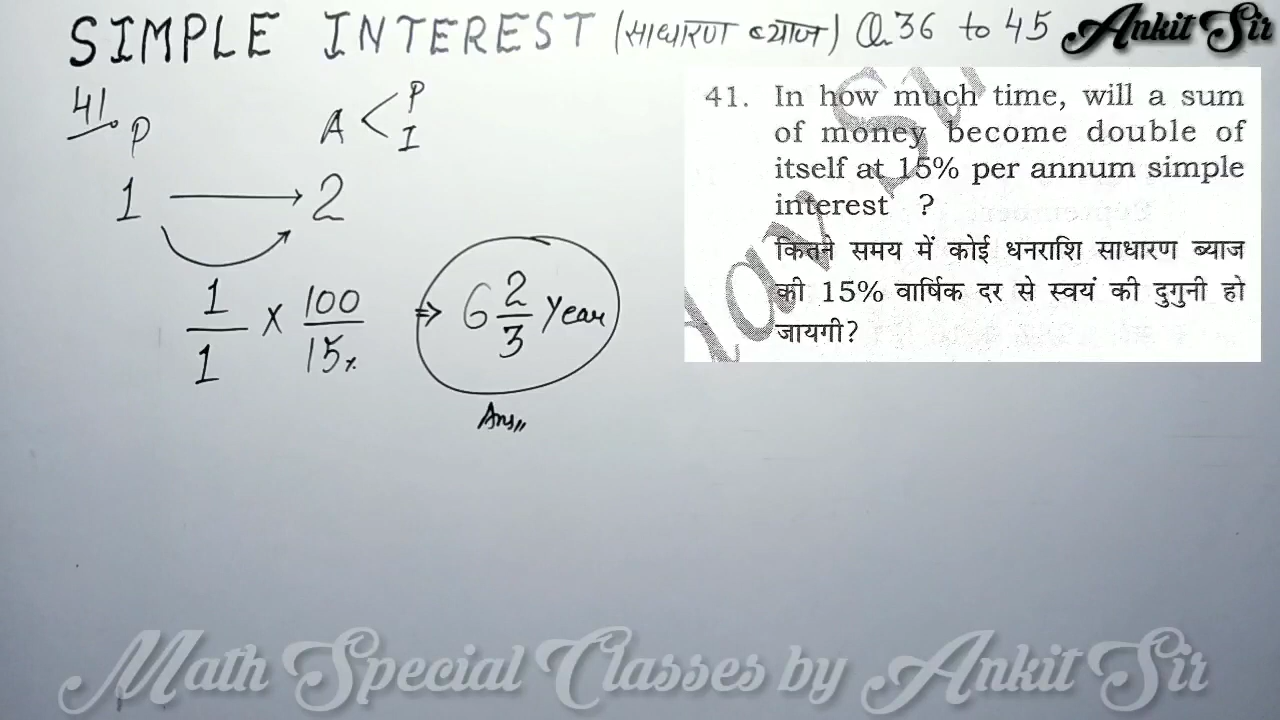 SIMPLE INTEREST (साधारण व्याज) Q.36 to 45
Ankit Sir
41.
P A < P I
1 → 2
1/1 × 100/15% ⇒ 6 2/3 year
Ans,,
41. In how much time, will a sum
of money become double of
itself at 15% per annum simple
interest ?
कितने समय में कोई धनराशि साधारण ब्याज
की 15% वार्षिक दर से स्वयं की दुगुनी हो
जायगी?
Math Special Classes by Ankit Sir